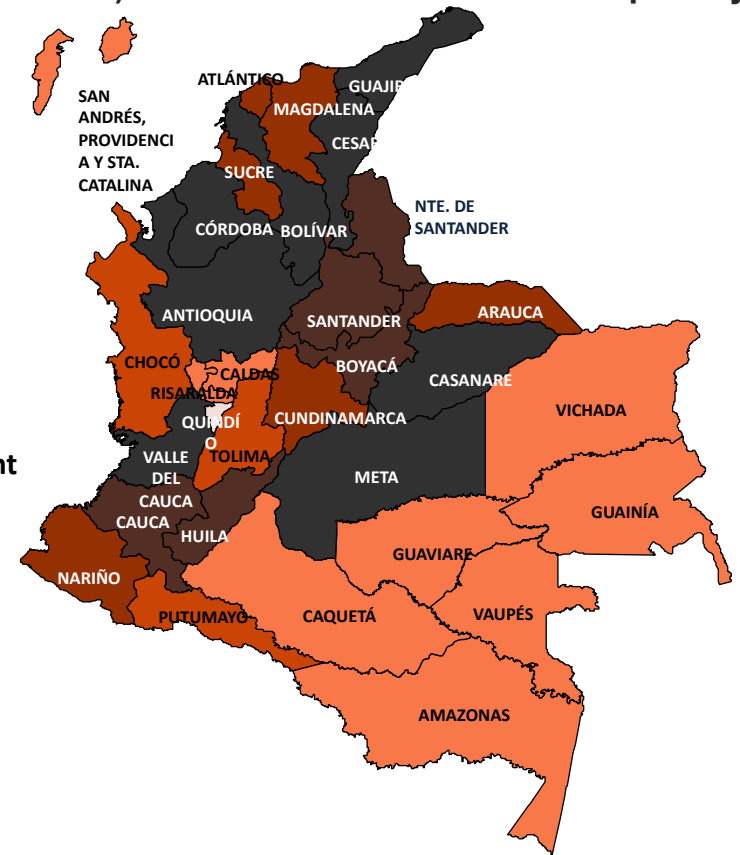 ATLÁNTICO
GUAJIR
MAGDALENA
SAN
ANDRÉS,
PROVIDENCI
A Y STA.
CATALINA
CESAR
SUCRE
NTE. DE
SANTANDER
CÓRDOBA
BOLÍVAR
ANTIOQUIA
SANTANDER
ARAUCA
CHOCÓ
CALDAS
BOYACÁ
CASANARE
RISARALDA
VICHADA
QUINDÍ
O
CUNDINAMARCA
VALLE
DEL
CAUCA
TOLIMA
nt
META
CAUCA
HUILA
GUAINÍA
GUAVIARE
NARIÑO
PUTUMAYO
CAQUETÁ
VAUPÉS
AMAZONAS